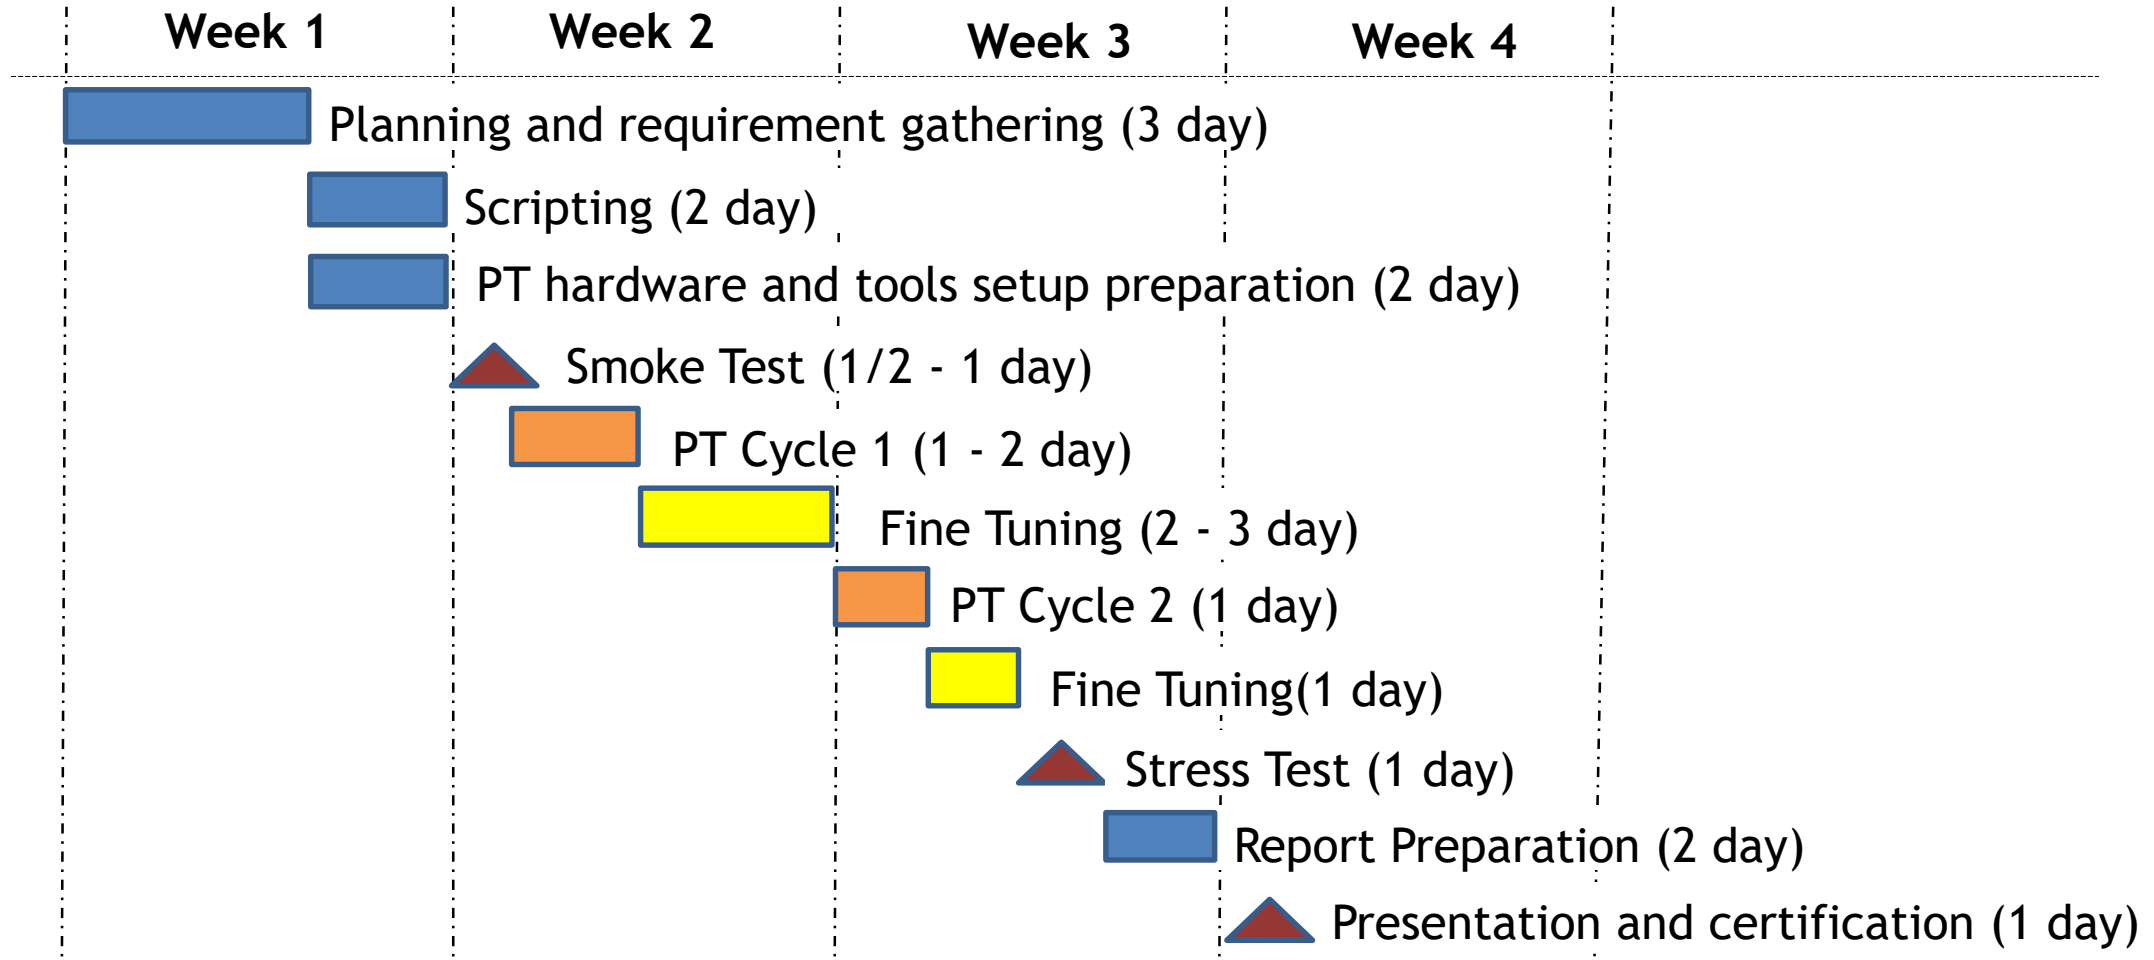 Week 1
Week 2
Week 3
Week 4
Planning and requirement gathering (3 day)
Scripting (2 day)
PT hardware and tools setup preparation (2 day)
Smoke Test (1/2 - 1 day)
PT Cycle 1 (1 - 2 day)
Fine Tuning (2 - 3 day)
PT Cycle 2 (1 day)
Fine Tuning(1 day)
Stress Test (1 day)
Report Preparation (2 day)
Presentation and certification (1 day)